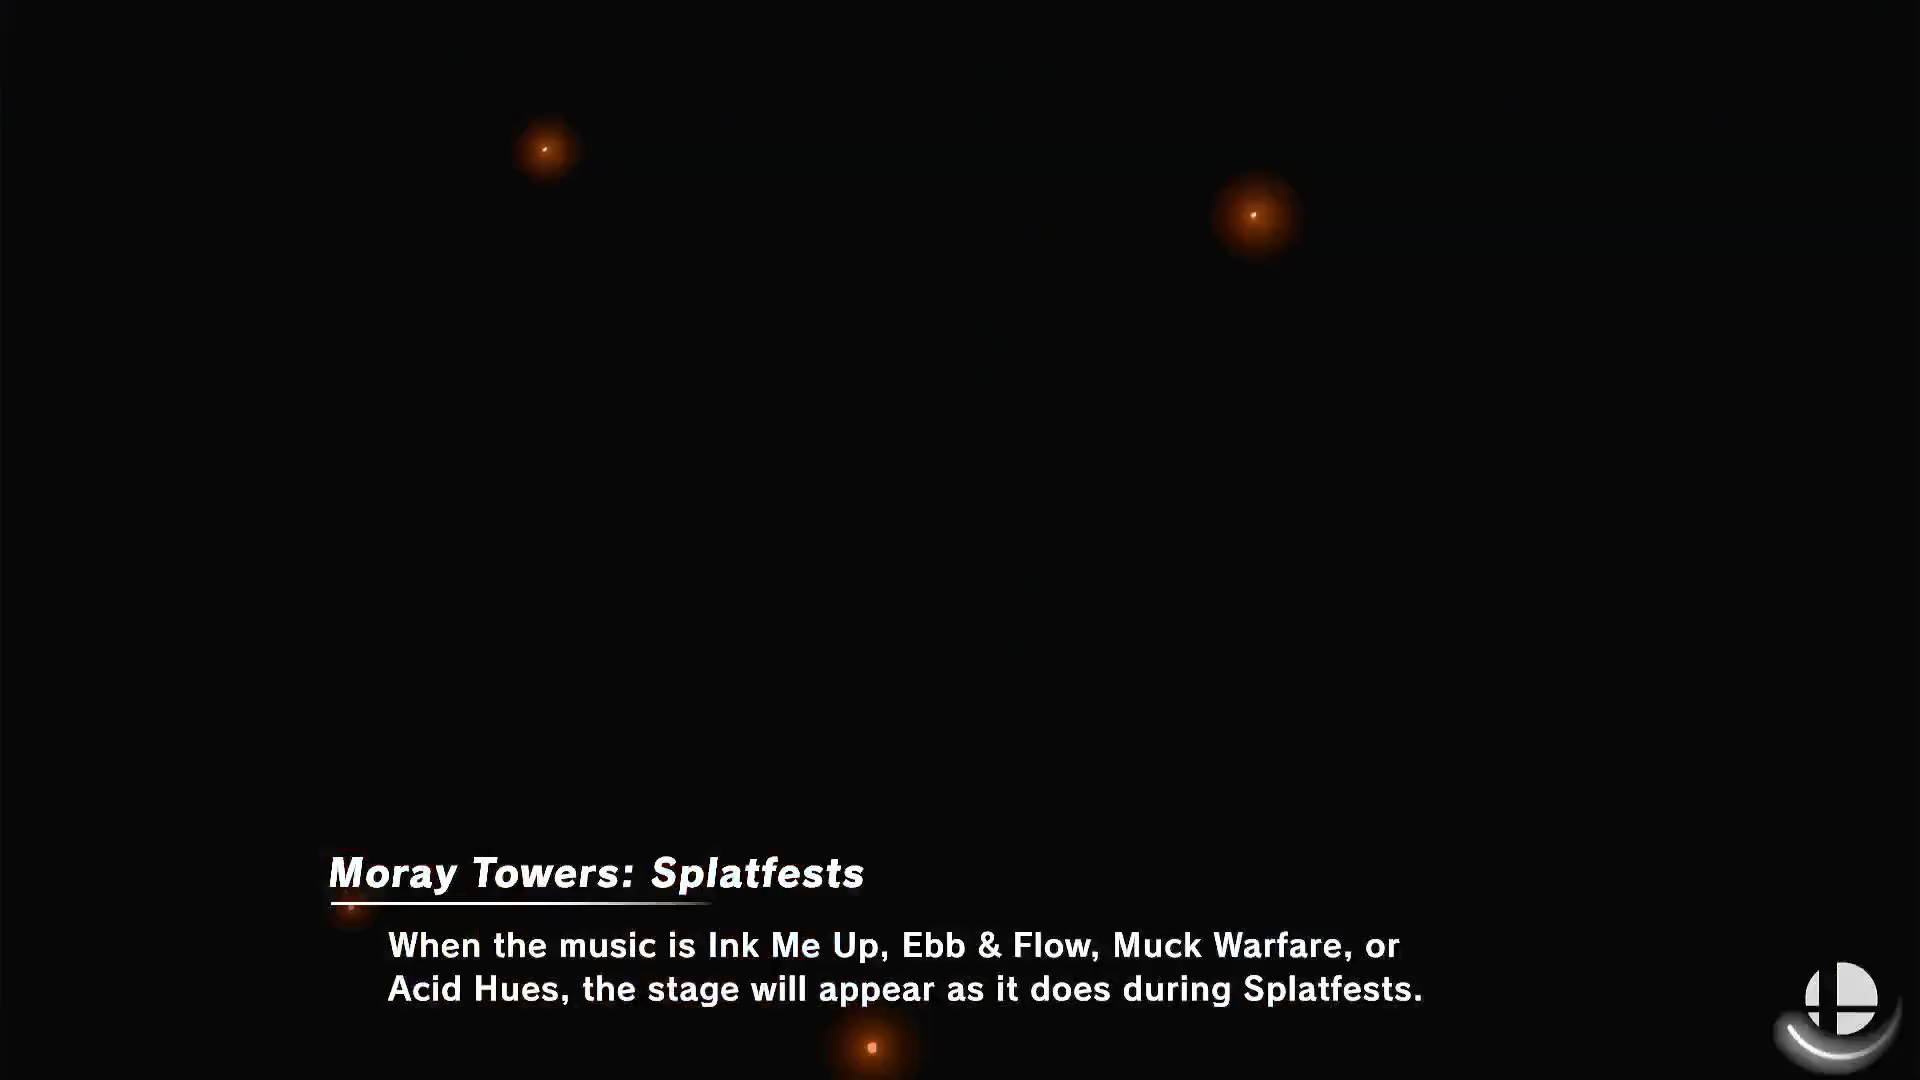 Moray Towers: Splatfests
When the music is Ink Me Up, Ebb & Flow, Muck Warfare, or
Acid Hues, the stage will appear as it does during Splatfests.